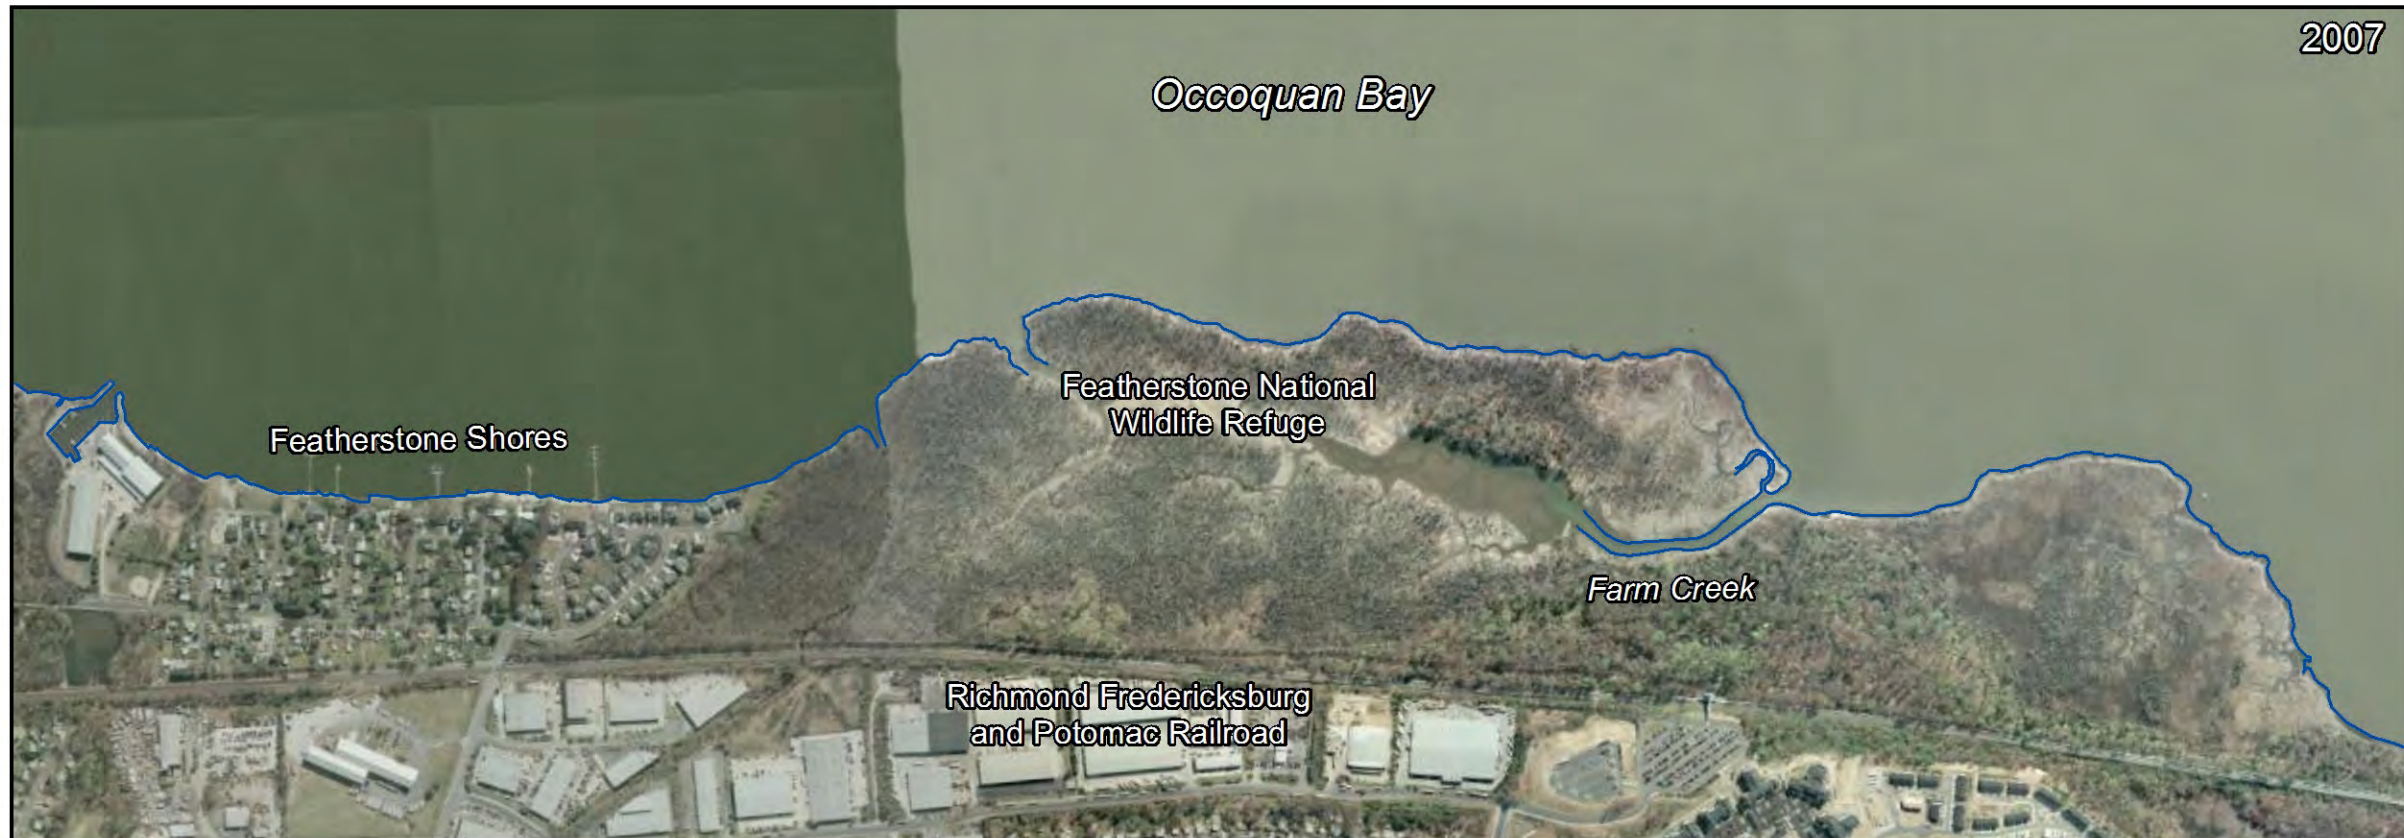 2007
Occoquan Bay
Featherstone National
Wildlife Refuge
Featherstone Shores
Farm Creek
Richmond Fredericksburg
and Potomac Railroad